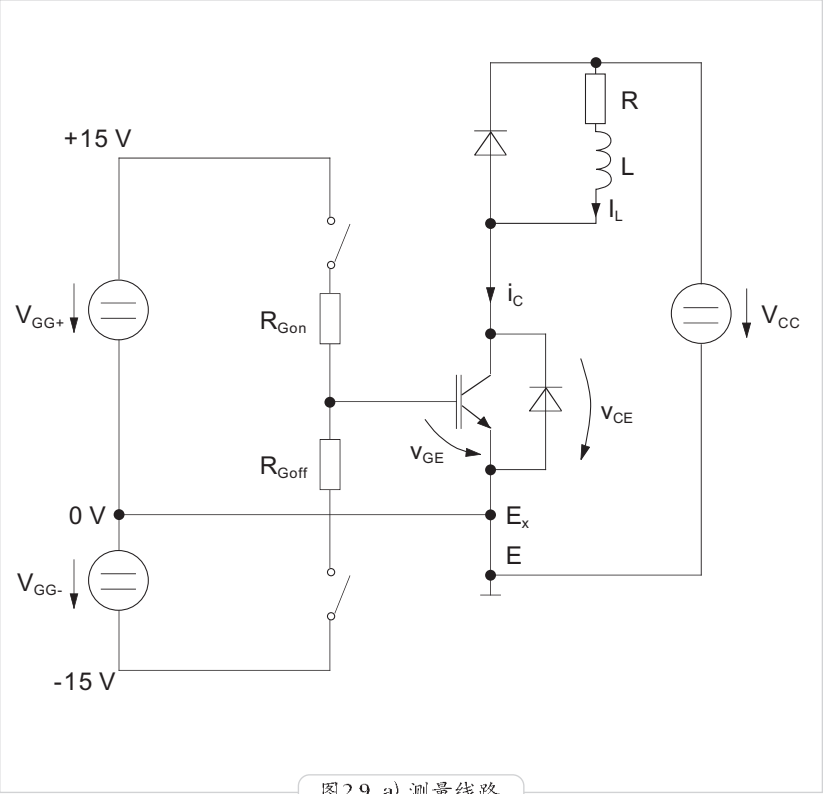 +15 V
R
L
I_L
V_GG+
i_C
R_Gon
V_CC
v_CE
v_GE
R_Goff
0 V
E_x
E
V_GG-
-15 V
图2.9 a) 测量线路